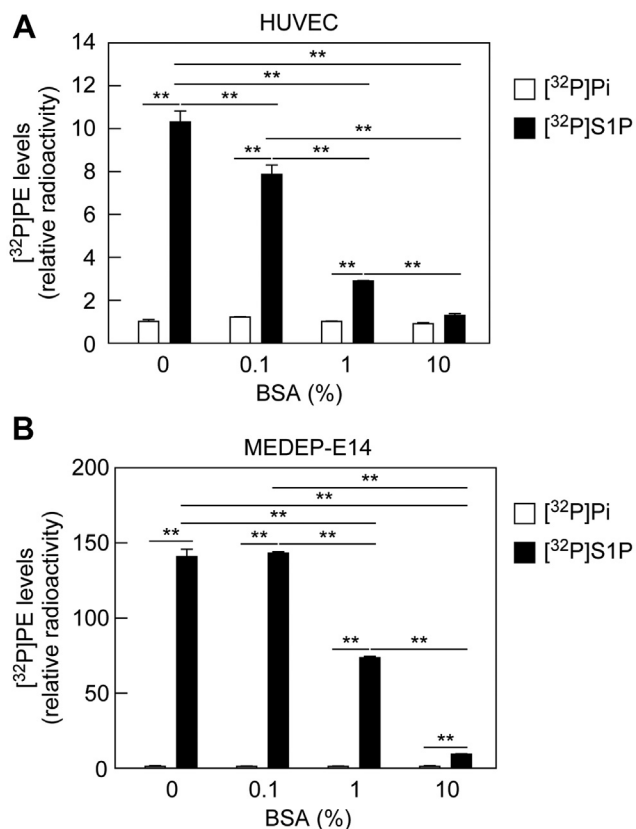 A
HUVEC
14
12
10
8
6
4
2
0
[³²P]PE levels
(relative radioactivity)
**
**
** **
**
** **
** **
0 0.1 1 10
BSA (%)
[³²P]Pi
[³²P]S1P
B
MEDEP-E14
200
150
100
50
0
[³²P]PE levels
(relative radioactivity)
**
**
**
** ** **
** **
**
0 0.1 1 10
BSA (%)
[³²P]Pi
[³²P]S1P